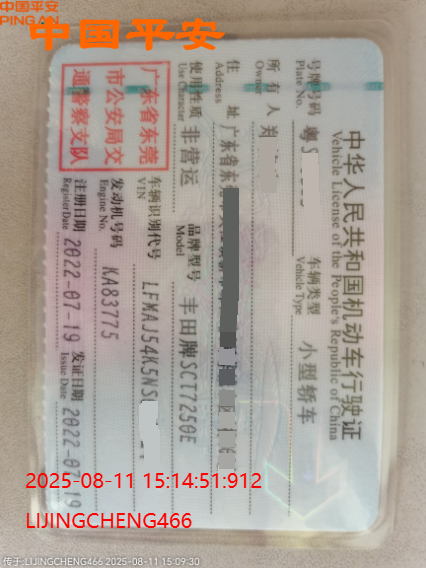 中国平安
PINGAN
中国平安
中华人民共和国机动车行驶证
Vehicle License of the People's Republic of China
号牌号码 粤S
Plate No.
车辆类型 小型轿车
Vehicle Type
所有人 郑
Owner
住址 广东省东
Address
使用性质 非营运
Use Character
品牌型号 丰田牌SCT7250E
Model
广东省东莞
市公安局交
通警察支队
车辆识别代号 LFMAJ54K5NS
VIN
发动机号码 KA83775
Engine No.
注册日期 2022-07-19
Register Date
发证日期 2022-07-19
Issue Date
2025-08-11 15:14:51:912
LIJINGCHENG466
传于:LIJINGCHENG466 2025-08-11 15:09:30